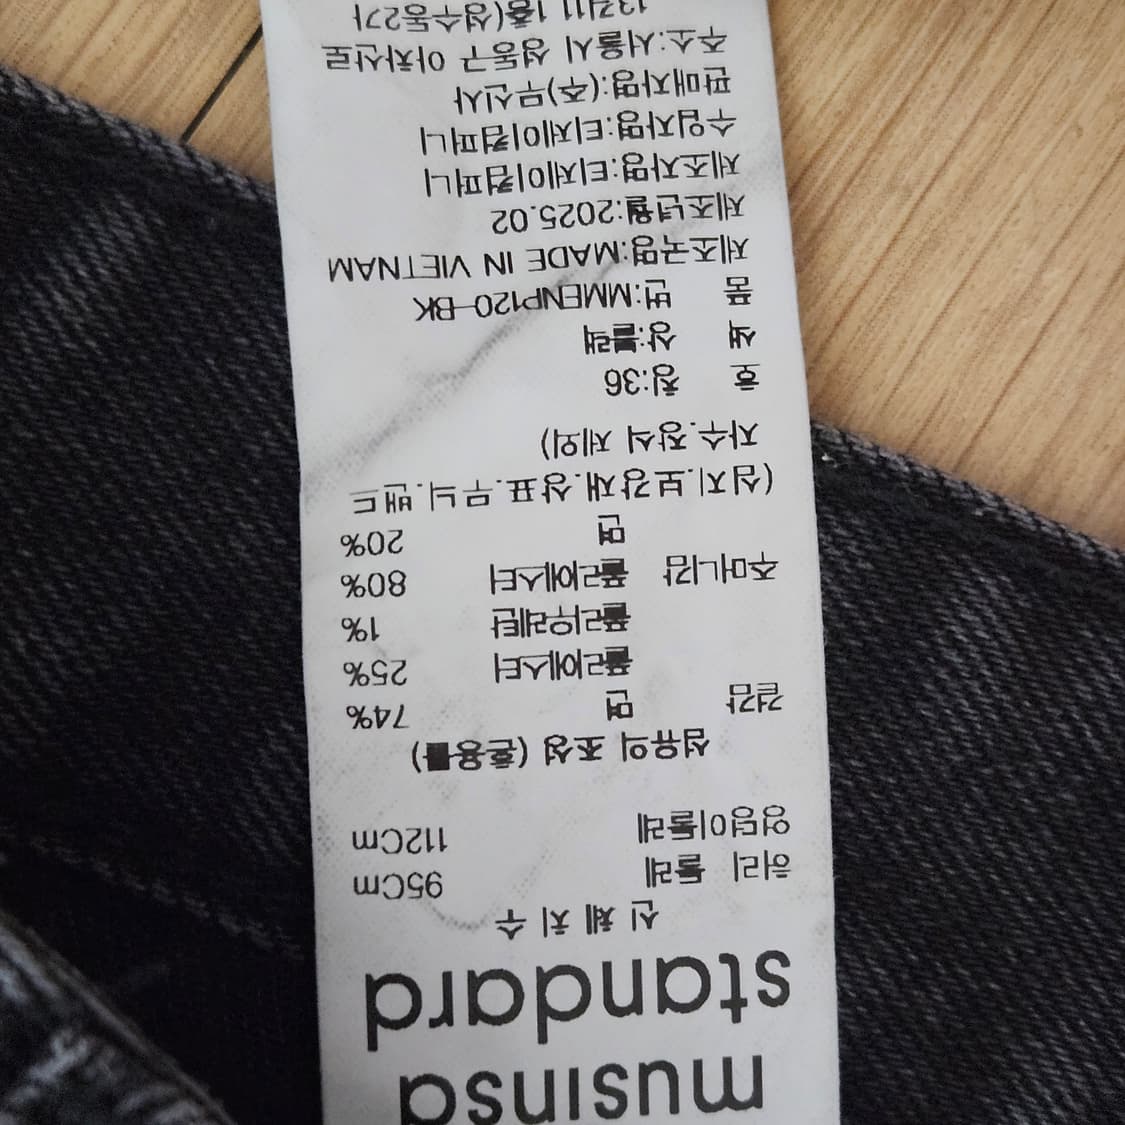 musinsa
standard
신 체 치 수
허리 둘레 95Cm
엉덩이둘레 112Cm
섬유의 조성 (혼용률)
겉감 면 74%
폴리에스터 25%
폴리우레탄 1%
주머니감 폴리에스터 80%
면 20%
(심지.보강재.상표.무늬.밴드
자수.장식 제외)
호 칭:36
색 상:블랙
품 번:MMENP120-BK
제조국명:MADE IN VIETNAM
제조년월:2025.02
제조자명:티제이컴퍼니
수입자명:티제이컴퍼니
판매자명:(주)무신사
주소:서울시 성동구 아차산로
13길11 1층(성수동2가